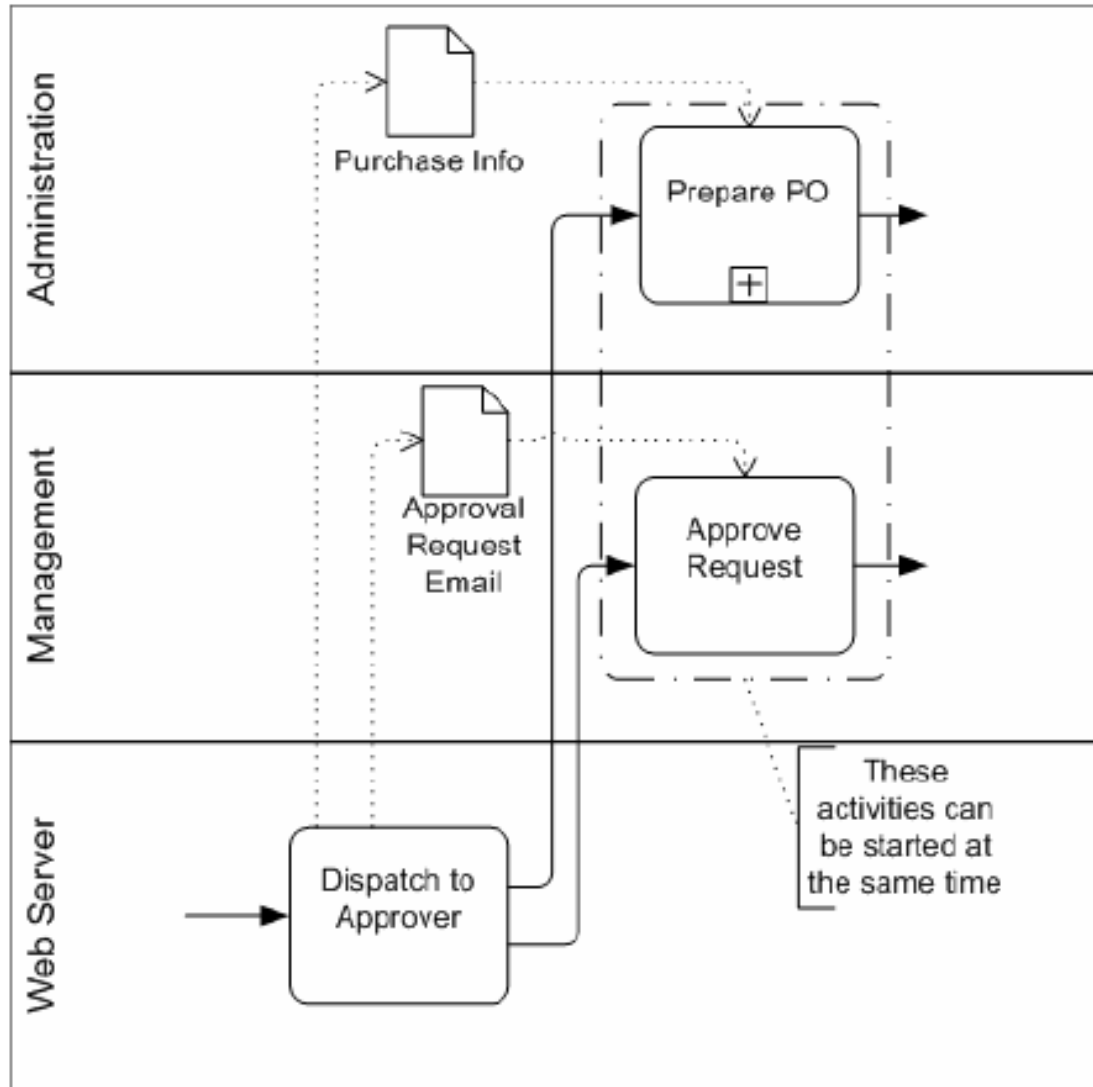 Administration
Purchase Info
Prepare PO
Management
Approval
Request
Email
Approve
Request
Web Server
Dispatch to
Approver
These
activities can
be started at
the same time